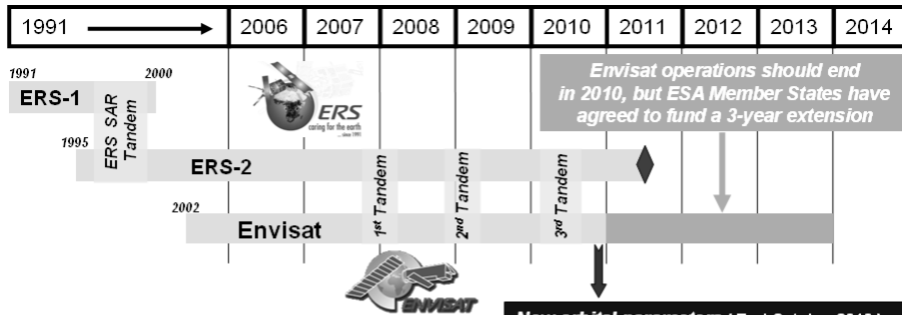 1991 2006 2007 2008 2009 2010 2011 2012 2013 2014
1991 2000
ERS-1
ERS SAR
Tandem
ERS
caring for the earth
Envisat operations should end
in 2010, but ESA Member States have
agreed to fund a 3-year extension
1995
ERS-2
1st Tandem
2nd Tandem
3rd Tandem
2002
Envisat
ENVISAT
New orbital parameters